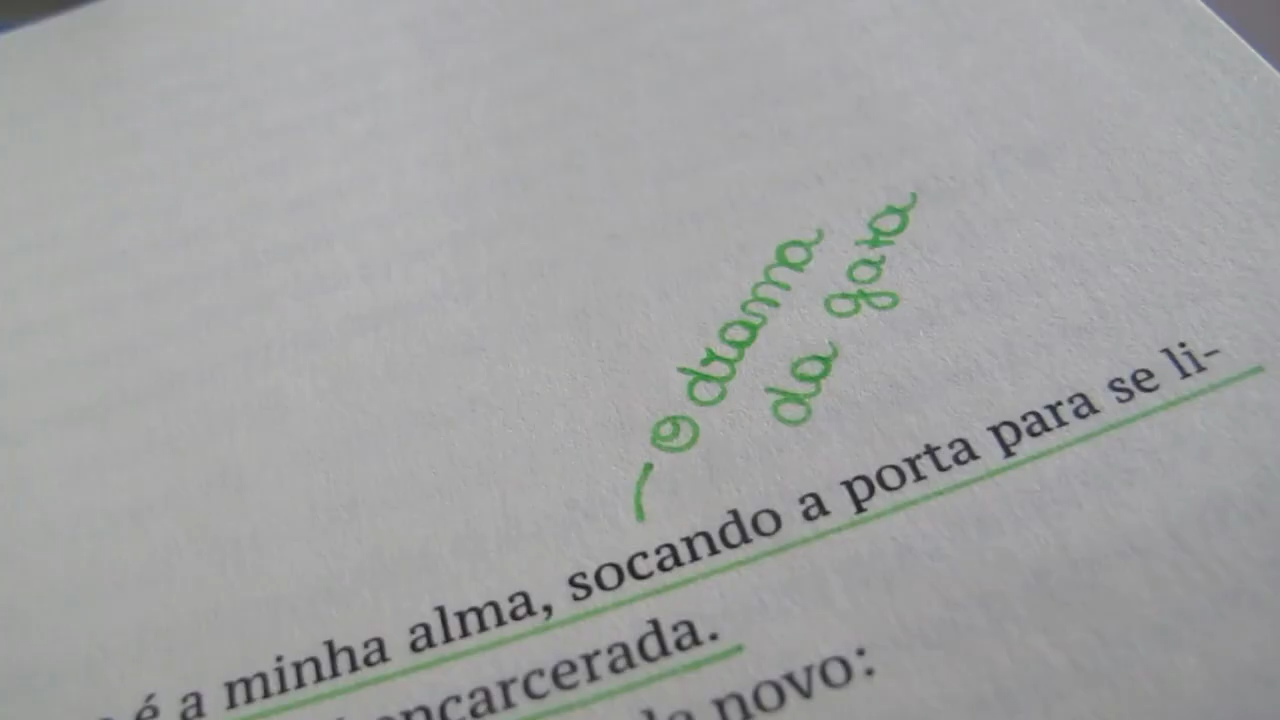 O drama
da gata
é a minha alma, socando a porta para se li-
encarcerada.
novo: